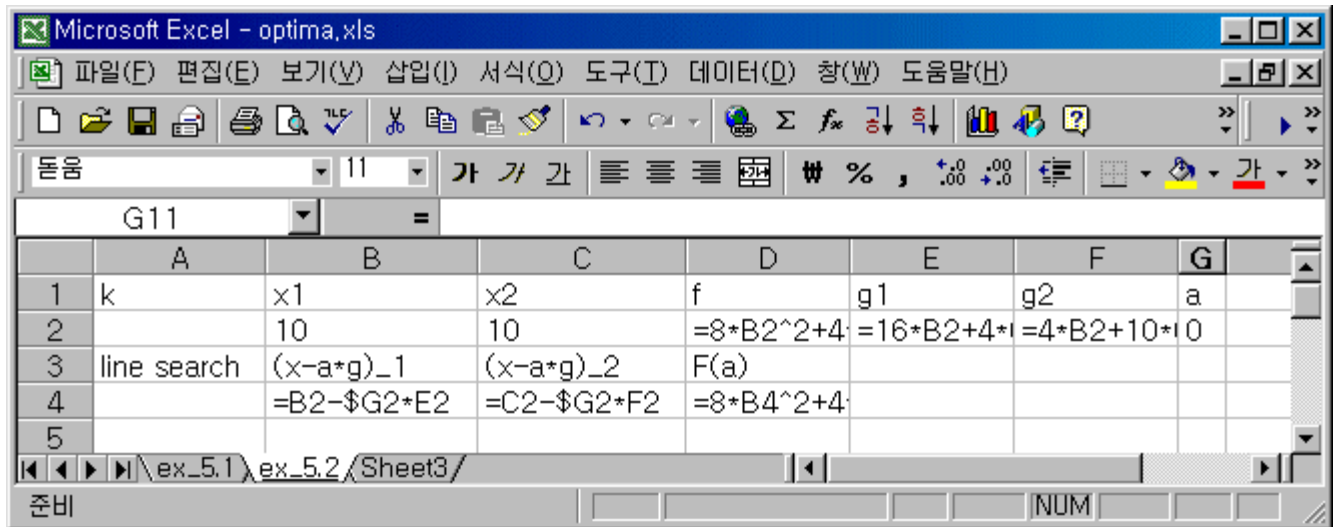 Microsoft Excel - optima.xls
파일(F) 편집(E) 보기(V) 삽입(I) 서식(O) 도구(T) 데이터(D) 창(W) 도움말(H)
돋움 11 가 가 가
G11 =
A B C D E F G
1 k x1 x2 f g1 g2 a
2 10 10 =8*B2^2+4* =16*B2+4* =4*B2+10* 0
3 line search (x-a*g)_1 (x-a*g)_2 F(a)
4 =B2-$G2*E2 =C2-$G2*F2 =8*B4^2+4*
5
ex_5.1 ex_5.2 Sheet3
준비 NUM